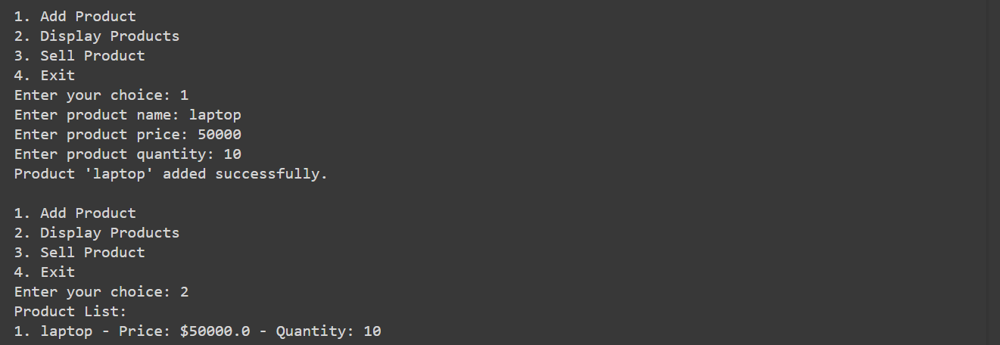 1. Add Product
2. Display Products
3. Sell Product
4. Exit
Enter your choice: 1
Enter product name: laptop
Enter product price: 50000
Enter product quantity: 10
Product 'laptop' added successfully.
1. Add Product
2. Display Products
3. Sell Product
4. Exit
Enter your choice: 2
Product List:
1. laptop - Price: $50000.0 - Quantity: 10